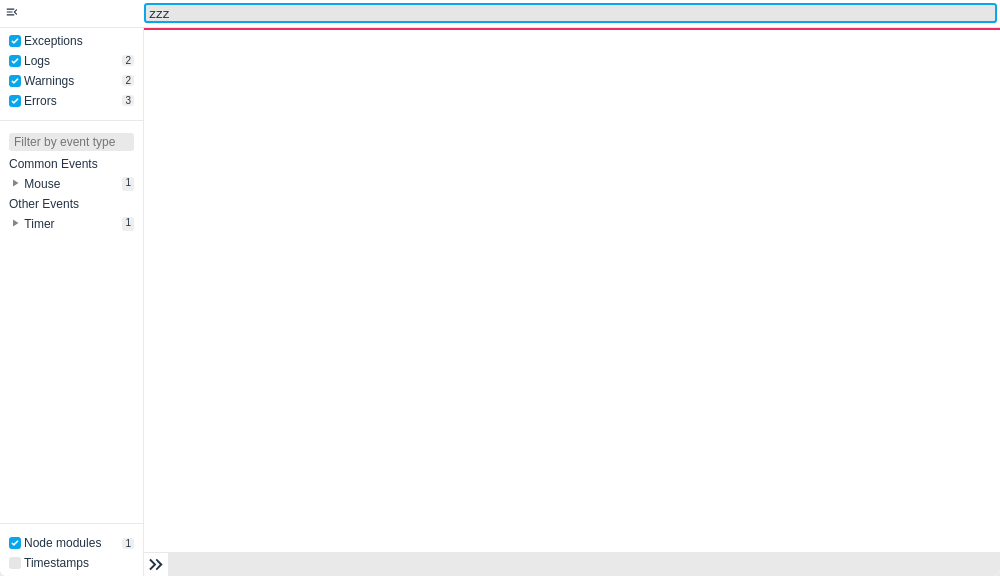 zzz
Exceptions
Logs 2
Warnings 2
Errors 3
Filter by event type
Common Events
Mouse 1
Other Events
Timer 1
Node modules 1
Timestamps